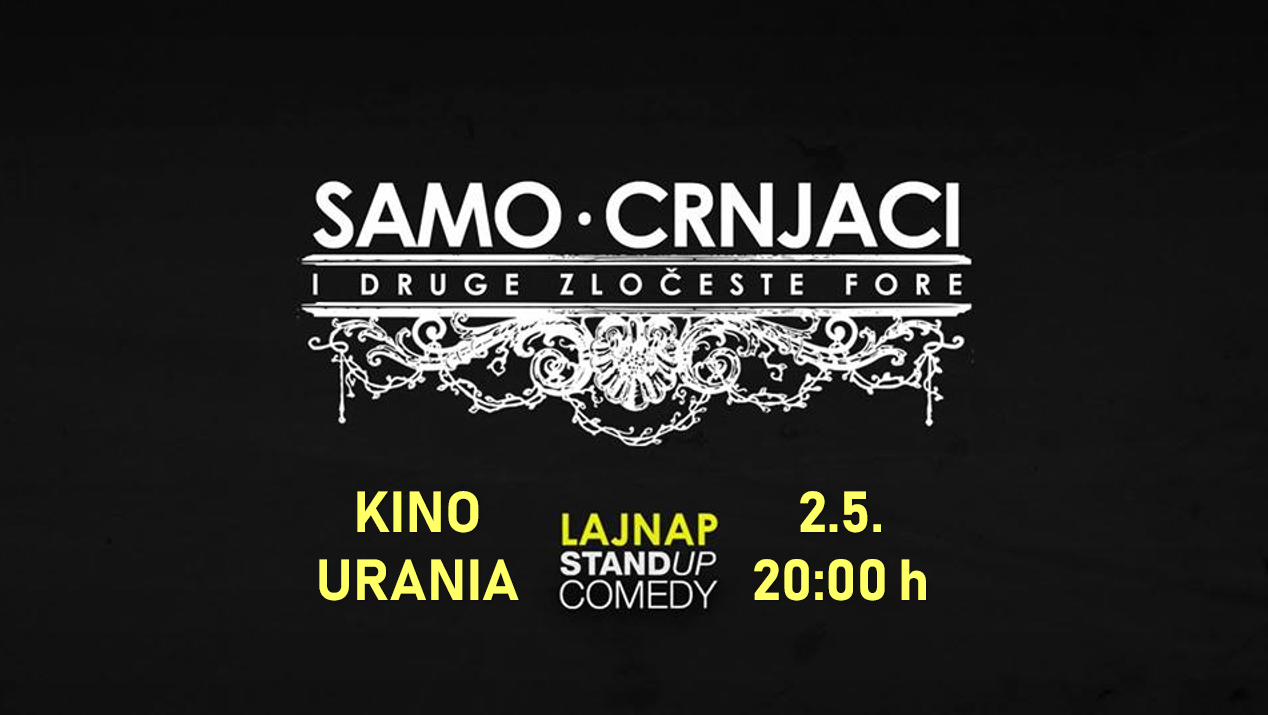 SAMO · CRNJACI
I DRUGE ZLOČESTE FORE
KINO
URANIA
LAJNAP
STANDUP
COMEDY
2.5.
20:00 h